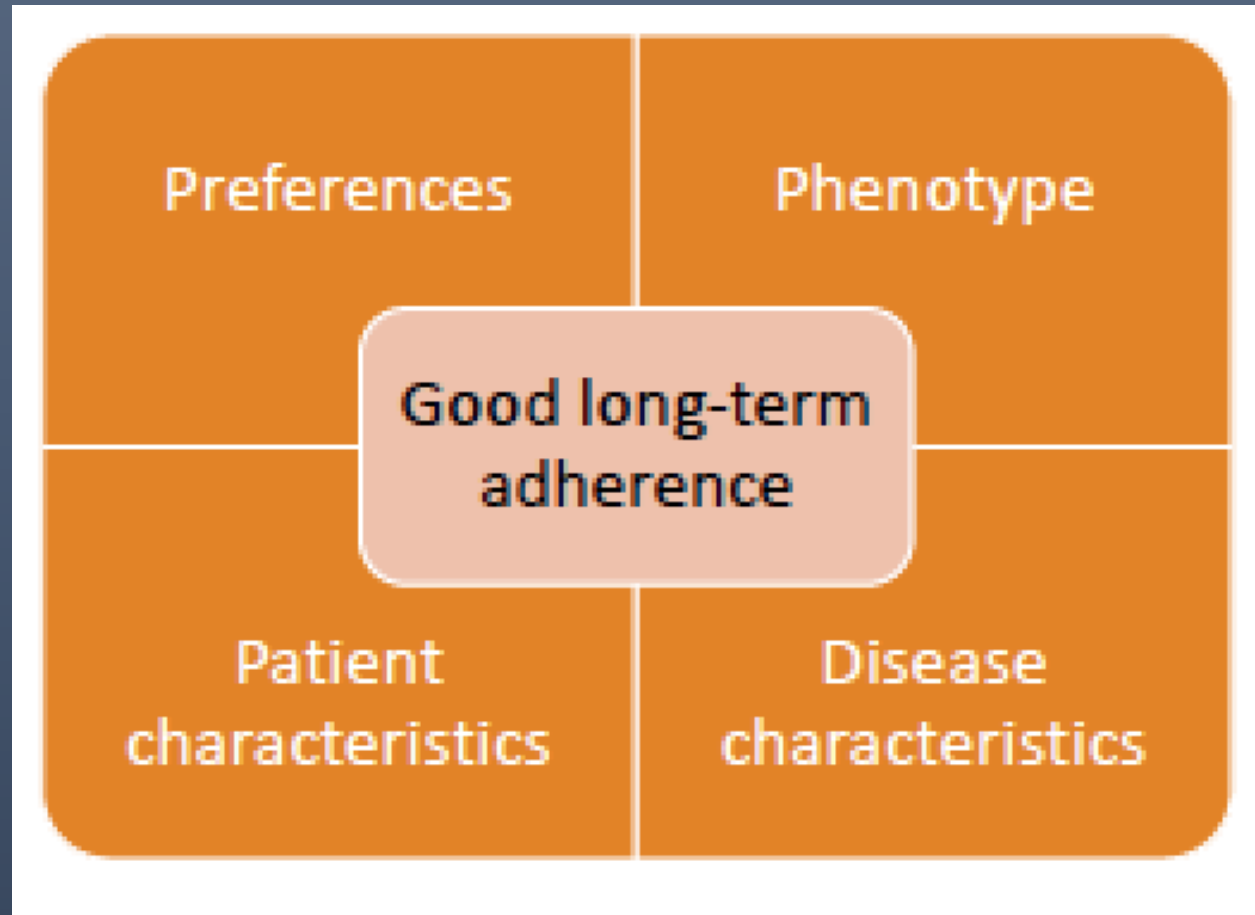 Preferences
Phenotype
Good long-term
adherence
Patient
characteristics
Disease
characteristics